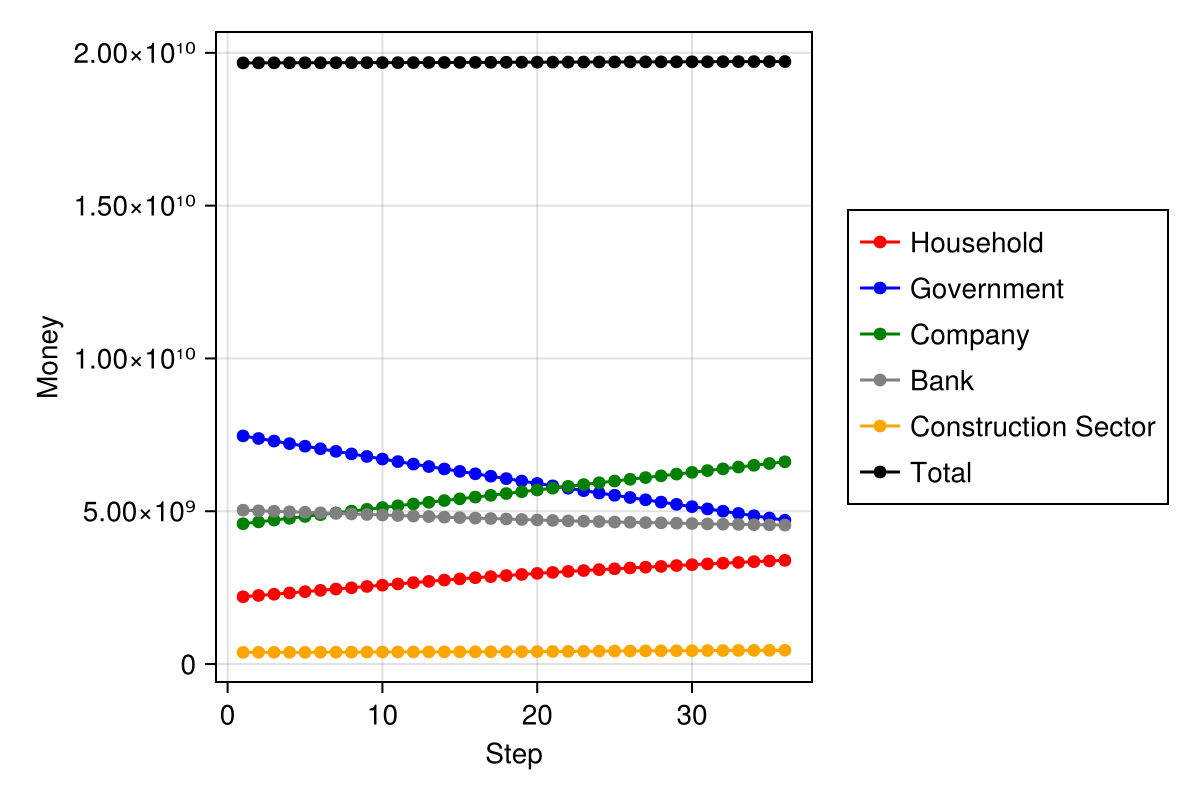 Money
2.00×10¹⁰
1.50×10¹⁰
1.00×10¹⁰
5.00×10⁹
0
0 10 20 30
Step
Household
Government
Company
Bank
Construction Sector
Total